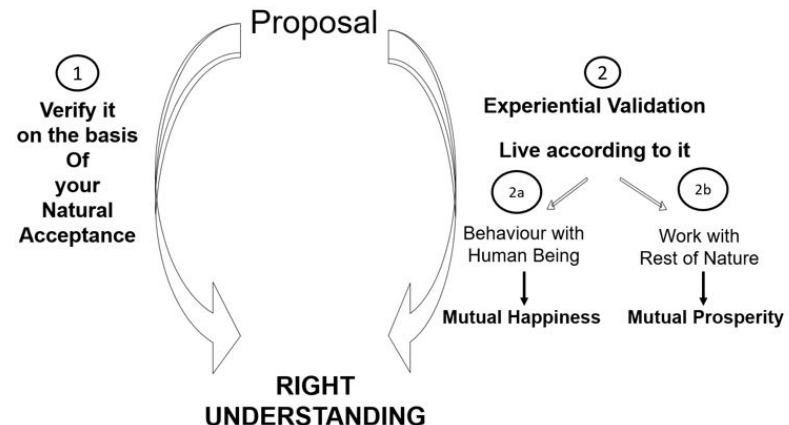 Proposal
1
Verify it
on the basis
Of
your
Natural
Acceptance
2
Experiential Validation
Live according to it
2a
Behaviour with
Human Being
Mutual Happiness
2b
Work with
Rest of Nature
Mutual Prosperity
RIGHT
UNDERSTANDING